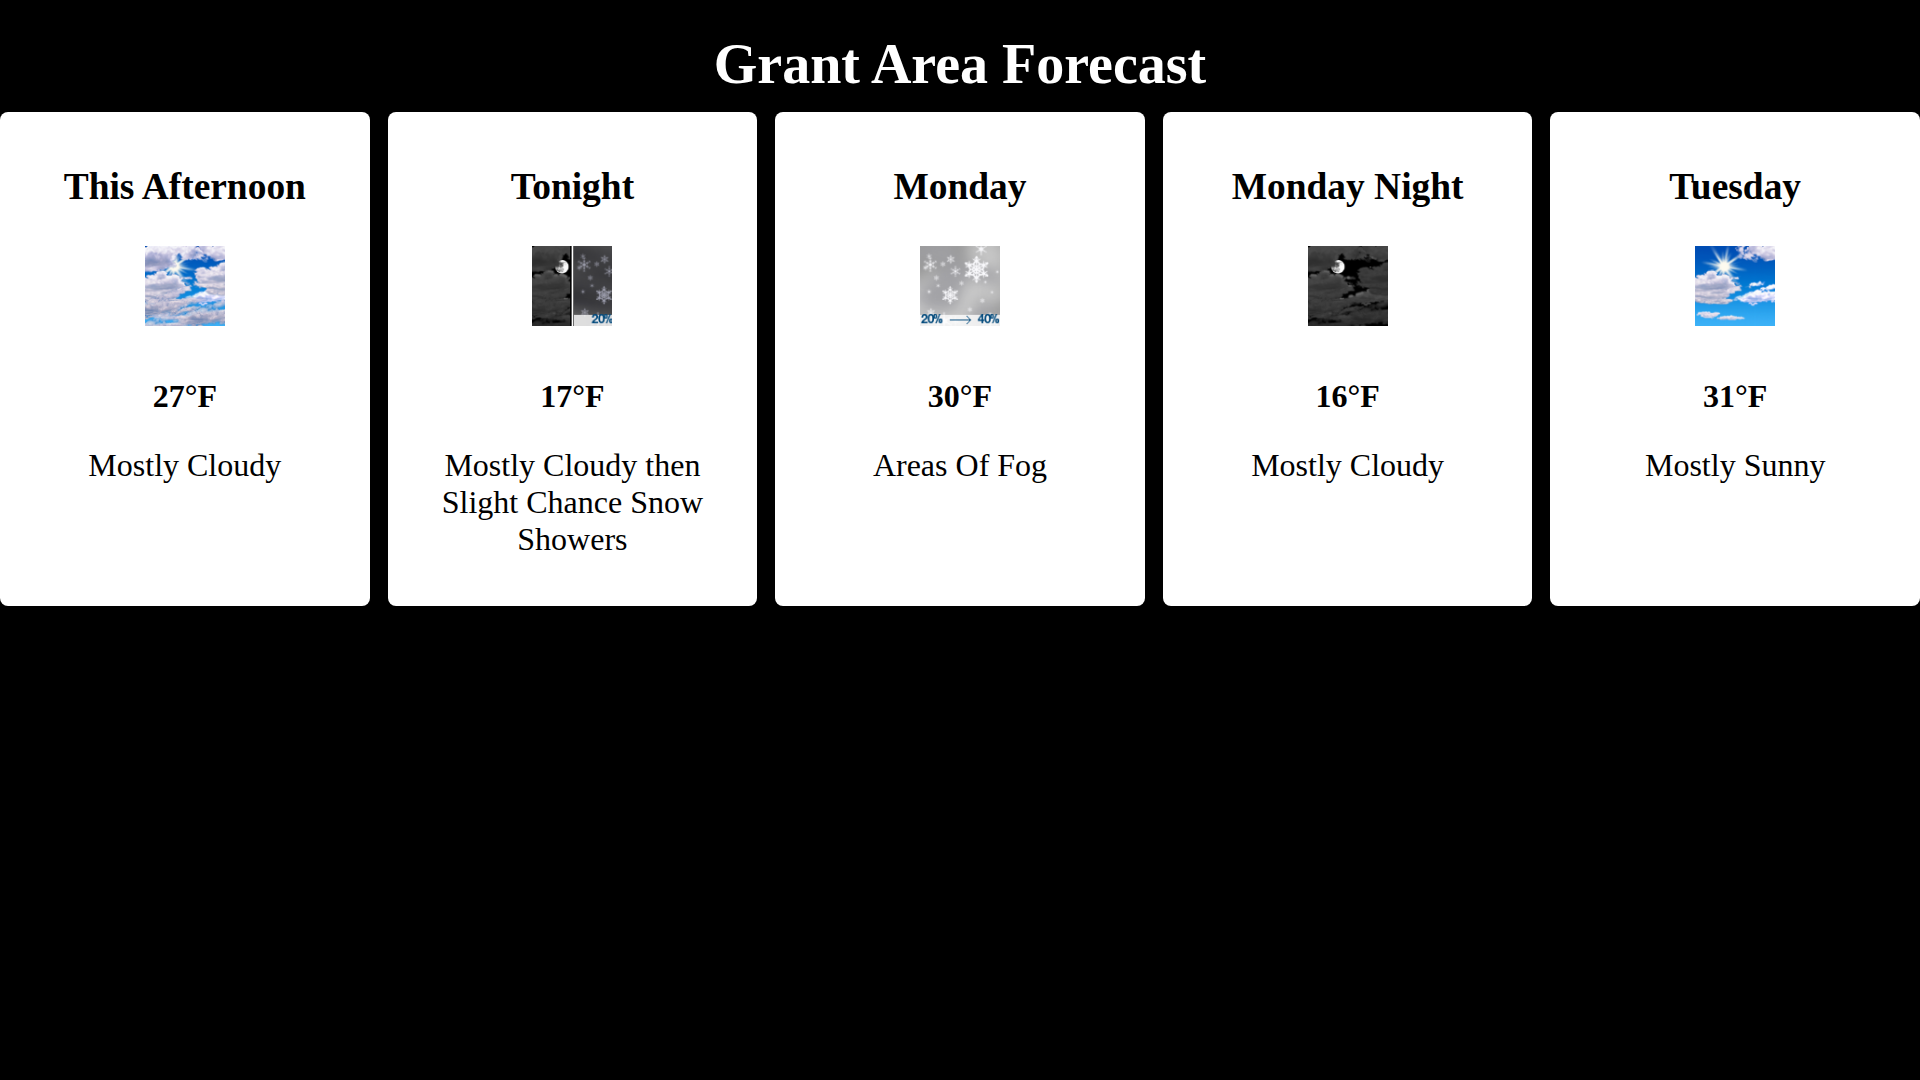 Grant Area Forecast
This Afternoon
27°F
Mostly Cloudy
Tonight
20%
17°F
Mostly Cloudy then
Slight Chance Snow
Showers
Monday
20% → 40%
30°F
Areas Of Fog
Monday Night
16°F
Mostly Cloudy
Tuesday
31°F
Mostly Sunny